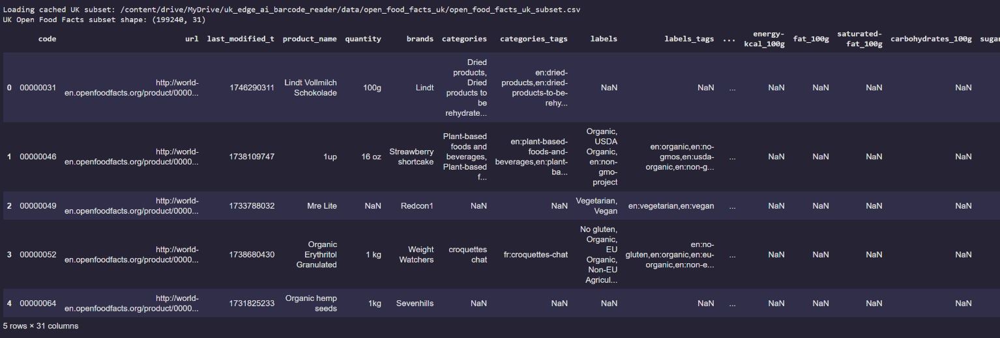 Loading cached UK subset: /content/drive/MyDrive/uk_edge_ai_barcode_reader/data/open_food_facts_uk/open_food_facts_uk_subset.csv
UK Open Food Facts subset shape: (199240, 31)
code url last_modified_t product_name quantity brands categories categories_tags labels labels_tags ... energy-kcal_100g fat_100g saturated-fat_100g carbohydrates_100g sugar
0 00000031 http://world-en.openfoodfacts.org/product/0000... 1746290311 Lindt Vollmilch Schokolade 100g Lindt Dried products, Dried products to be rehydrate... en:dried-products,en:dried-products-to-be-rehy... NaN NaN ... NaN NaN NaN NaN
1 00000046 http://world-en.openfoodfacts.org/product/0000... 1738109747 1up 16 oz Streawberry shortcake Plant-based foods and beverages, Plant-based f... en:plant-based-foods-and-beverages,en:plant-ba... Organic, USDA Organic, en:non-gmo-project en:organic,en:no-gmos,en:usda-organic,en:non-g... ... NaN NaN NaN NaN
2 00000049 http://world-en.openfoodfacts.org/product/0000... 1733788032 Mre Lite NaN Redcon1 NaN NaN Vegetarian, Vegan en:vegetarian,en:vegan ... NaN NaN NaN NaN
3 00000052 http://world-en.openfoodfacts.org/product/0000... 1738680430 Organic Erythritol Granulated 1 kg Weight Watchers croquettes chat fr:croquettes-chat No gluten, Organic, EU Organic, Non-EU Agricul... en:no-gluten,en:organic,en:eu-organic,en:non-e... ... NaN NaN NaN NaN
4 00000064 http://world-en.openfoodfacts.org/product/0000... 1731825233 Organic hemp seeds 1kg Sevenhills NaN NaN NaN NaN ... NaN NaN NaN NaN
5 rows × 31 columns